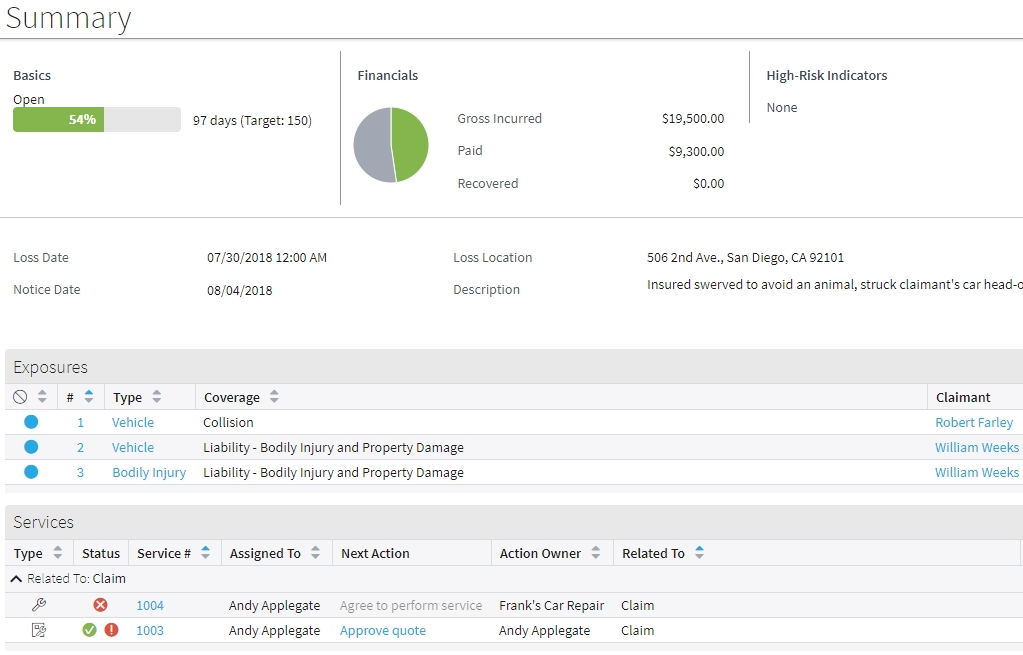 Summary
Basics
Open
54%
97 days (Target: 150)
Financials
Gross Incurred $19,500.00
Paid $9,300.00
Recovered $0.00
High-Risk Indicators
None
Loss Date 07/30/2018 12:00 AM
Notice Date 08/04/2018
Loss Location 506 2nd Ave., San Diego, CA 92101
Description Insured swerved to avoid an animal, struck claimant's car head-o
Exposures
# Type Coverage Claimant
1 Vehicle Collision Robert Farley
2 Vehicle Liability - Bodily Injury and Property Damage William Weeks
3 Bodily Injury Liability - Bodily Injury and Property Damage William Weeks
Services
Type Status Service # Assigned To Next Action Action Owner Related To
Related To: Claim
1004 Andy Applegate Agree to perform service Frank's Car Repair Claim
1003 Andy Applegate Approve quote Andy Applegate Claim